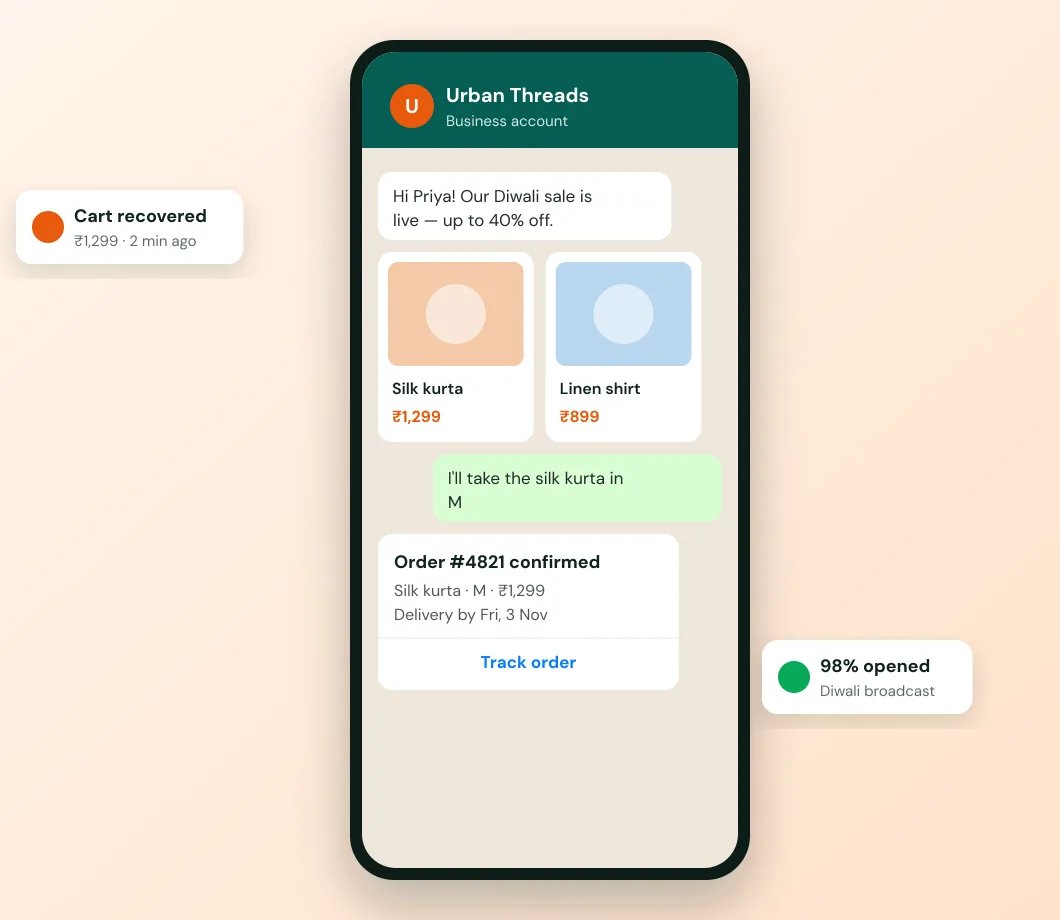 U
Urban Threads
Business account
Cart recovered
₹1,299 · 2 min ago
Hi Priya! Our Diwali sale is
live — up to 40% off.
Silk kurta
₹1,299
Linen shirt
₹899
I'll take the silk kurta in
M
Order #4821 confirmed
Silk kurta · M · ₹1,299
Delivery by Fri, 3 Nov
Track order
98% opened
Diwali broadcast